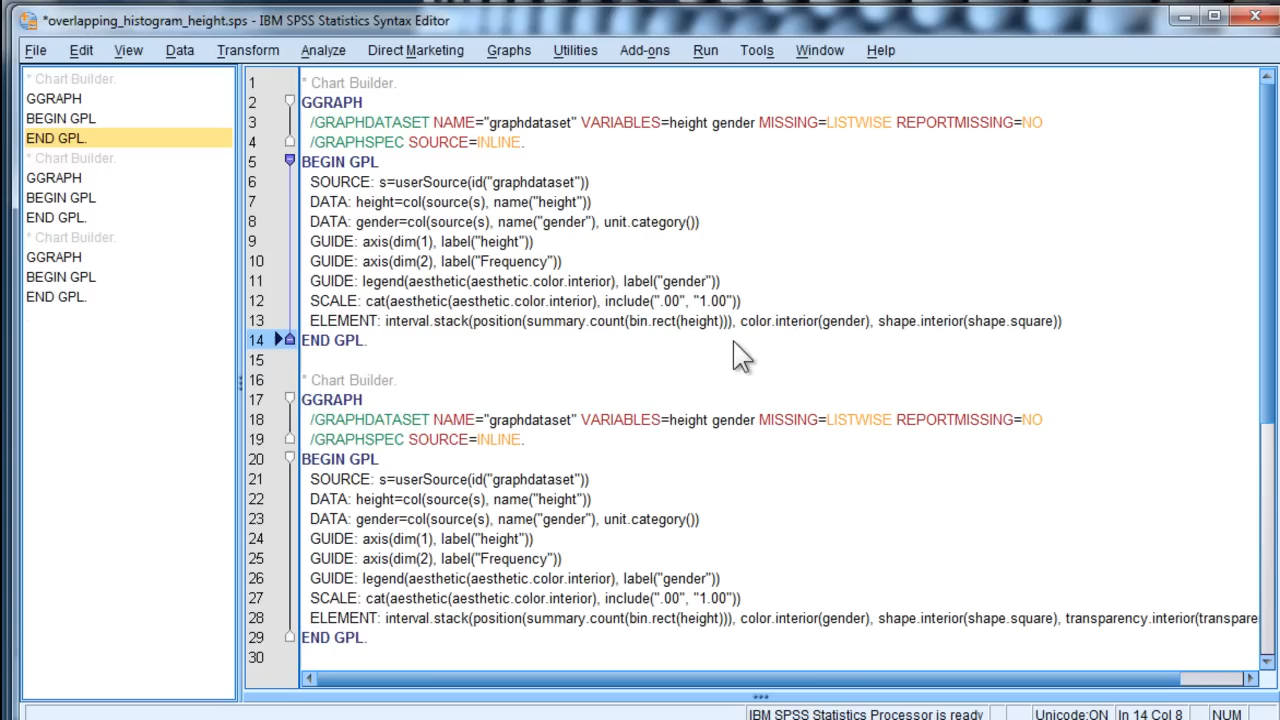 *overlapping_histogram_height.sps - IBM SPSS Statistics Syntax Editor
File Edit View Data Transform Analyze Direct Marketing Graphs Utilities Add-ons Run Tools Window Help
* Chart Builder.
GGRAPH
BEGIN GPL
END GPL.
* Chart Builder.
GGRAPH
BEGIN GPL
END GPL.
* Chart Builder.
GGRAPH
BEGIN GPL
END GPL.
1 * Chart Builder.
2 GGRAPH
3 /GRAPHDATASET NAME="graphdataset" VARIABLES=height gender MISSING=LISTWISE REPORTMISSING=NO
4 /GRAPHSPEC SOURCE=INLINE.
5 BEGIN GPL
6 SOURCE: s=userSource(id("graphdataset"))
7 DATA: height=col(source(s), name("height"))
8 DATA: gender=col(source(s), name("gender"), unit.category())
9 GUIDE: axis(dim(1), label("height"))
10 GUIDE: axis(dim(2), label("Frequency"))
11 GUIDE: legend(aesthetic(aesthetic.color.interior), label("gender"))
12 SCALE: cat(aesthetic(aesthetic.color.interior), include(".00", "1.00"))
13 ELEMENT: interval.stack(position(summary.count(bin.rect(height))), color.interior(gender), shape.interior(shape.square))
14 END GPL.
15
16 * Chart Builder.
17 GGRAPH
18 /GRAPHDATASET NAME="graphdataset" VARIABLES=height gender MISSING=LISTWISE REPORTMISSING=NO
19 /GRAPHSPEC SOURCE=INLINE.
20 BEGIN GPL
21 SOURCE: s=userSource(id("graphdataset"))
22 DATA: height=col(source(s), name("height"))
23 DATA: gender=col(source(s), name("gender"), unit.category())
24 GUIDE: axis(dim(1), label("height"))
25 GUIDE: axis(dim(2), label("Frequency"))
26 GUIDE: legend(aesthetic(aesthetic.color.interior), label("gender"))
27 SCALE: cat(aesthetic(aesthetic.color.interior), include(".00", "1.00"))
28 ELEMENT: interval.stack(position(summary.count(bin.rect(height))), color.interior(gender), shape.interior(shape.square), transparency.interior(transpare
29 END GPL.
30
IBM SPSS Statistics Processor is ready Unicode:ON In 14 Col 8 NUM